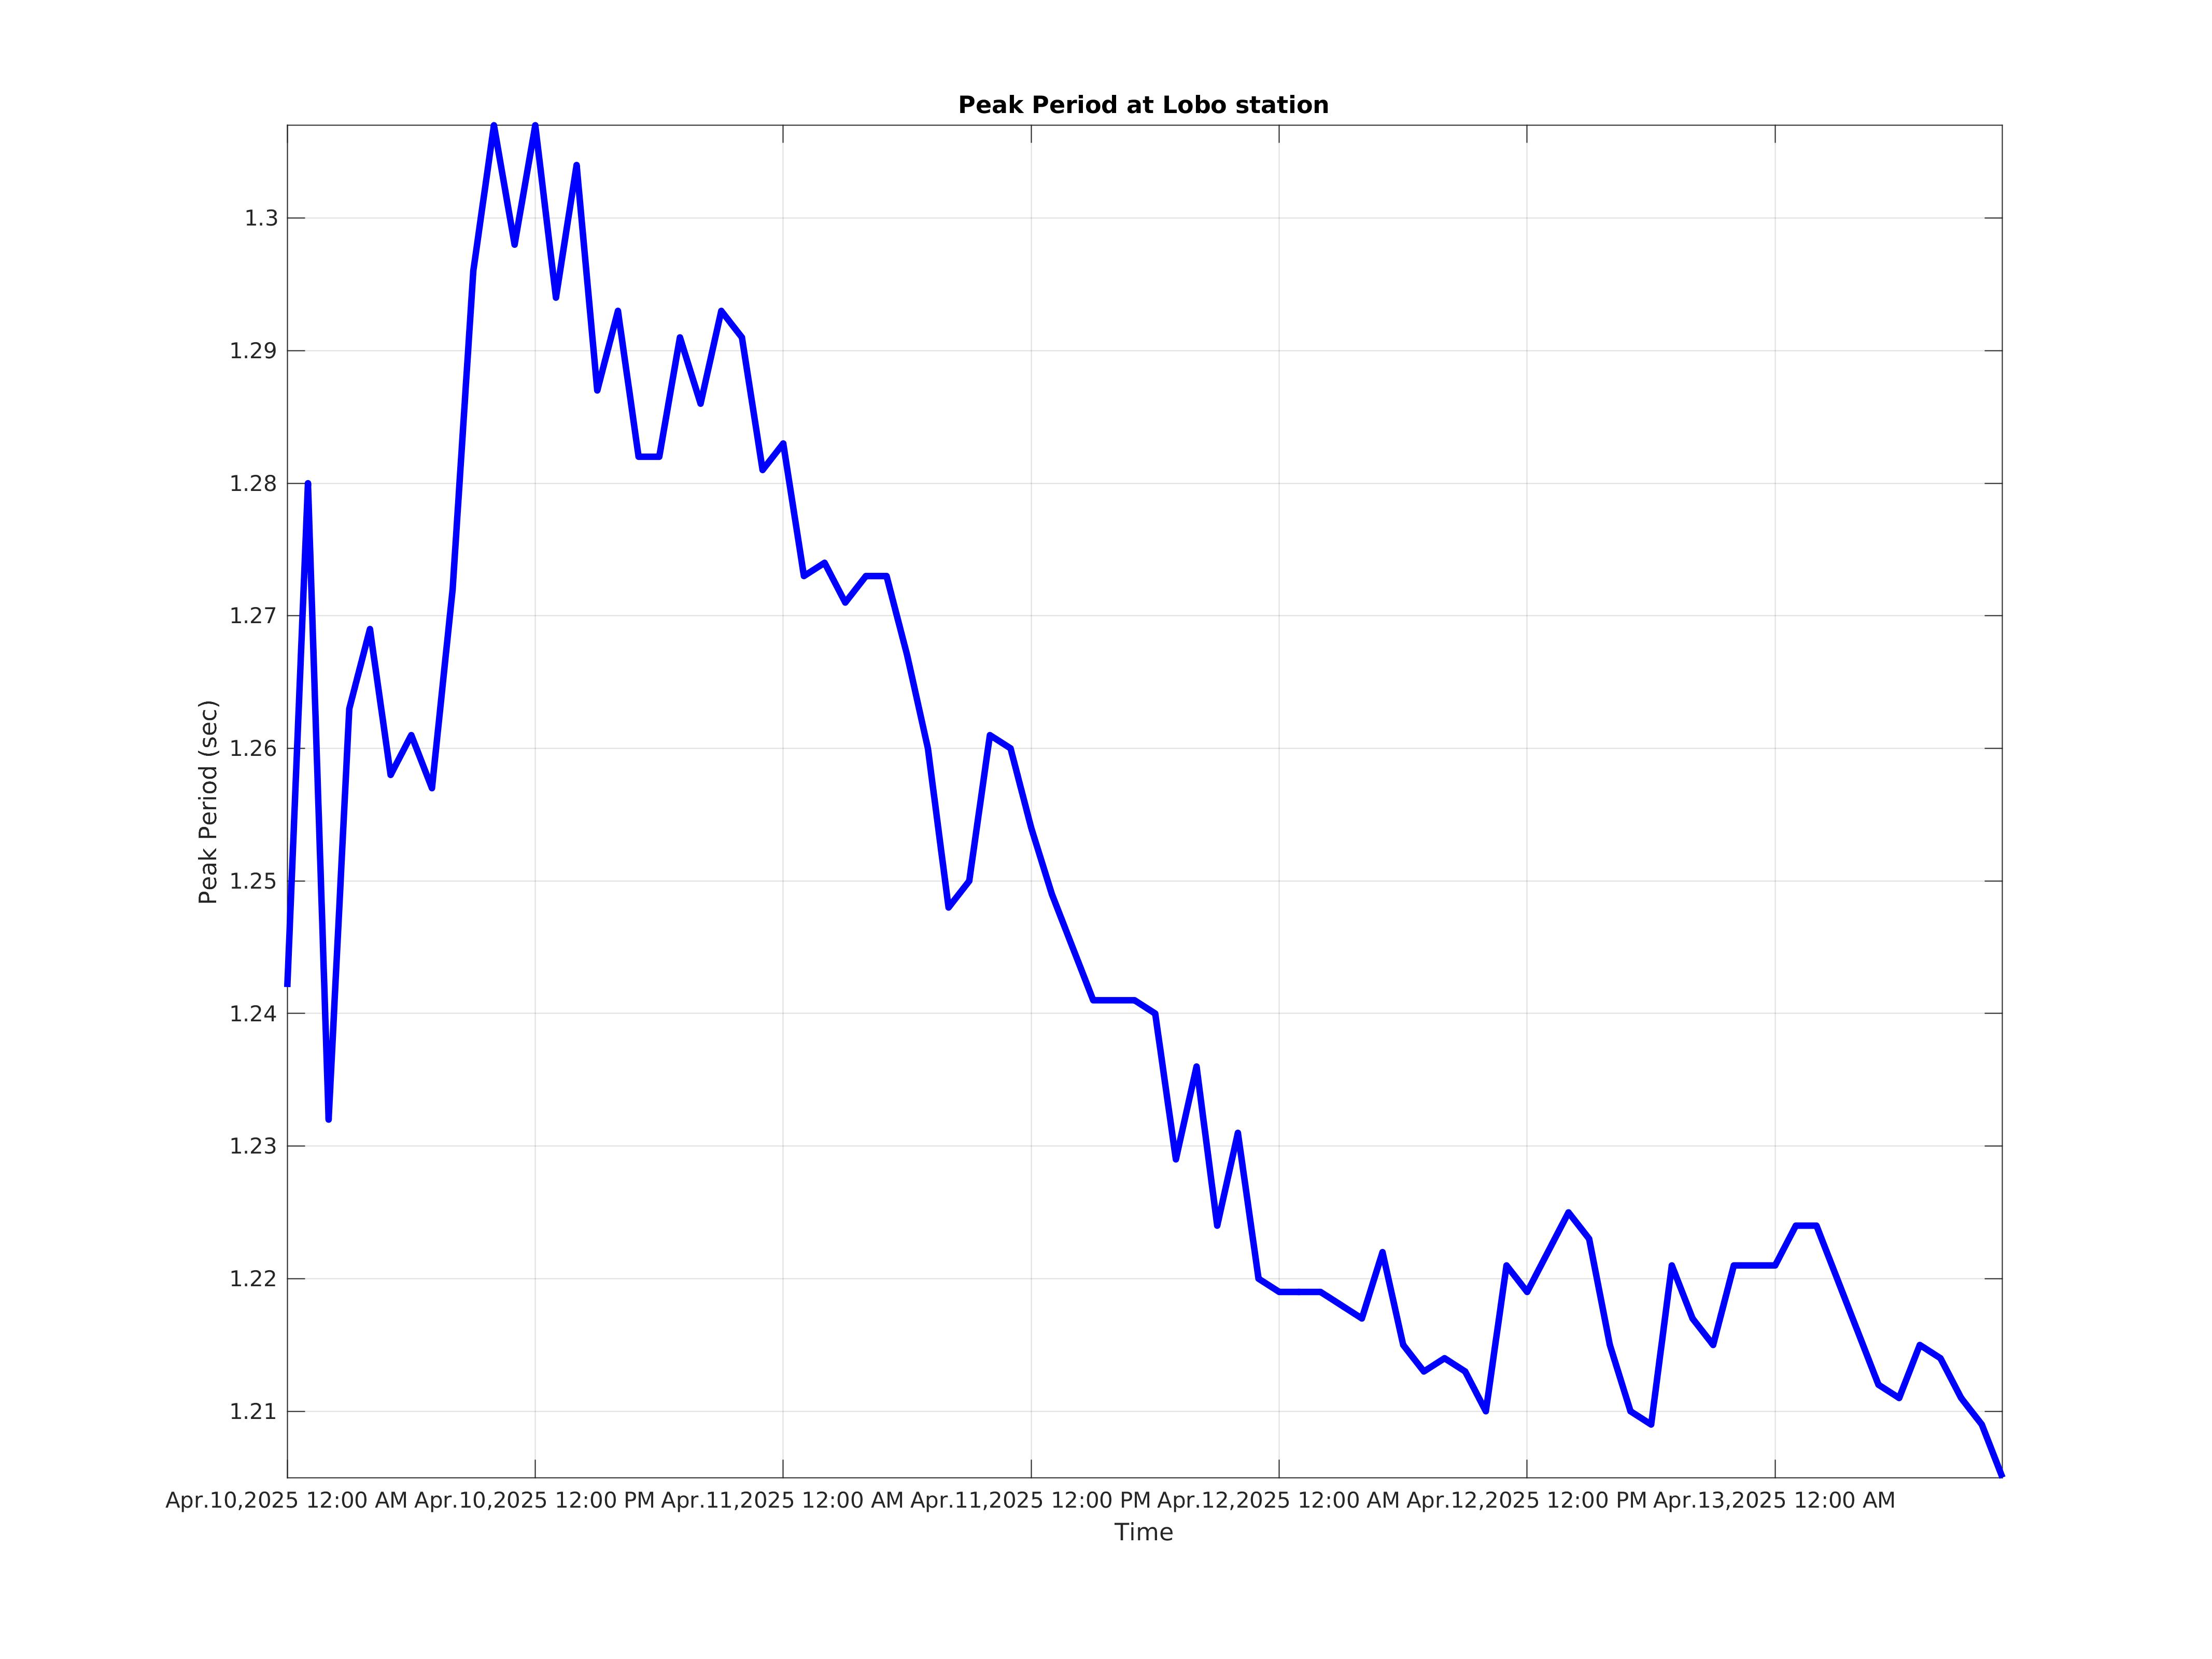 Peak Period at Lobo station
Peak Period (sec)
1.3
1.29
1.28
1.27
1.26
1.25
1.24
1.23
1.22
1.21
Apr.10,2025 12:00 AM Apr.10,2025 12:00 PM Apr.11,2025 12:00 AM Apr.11,2025 12:00 PM Apr.12,2025 12:00 AM Apr.12,2025 12:00 PM Apr.13,2025 12:00 AM
Time